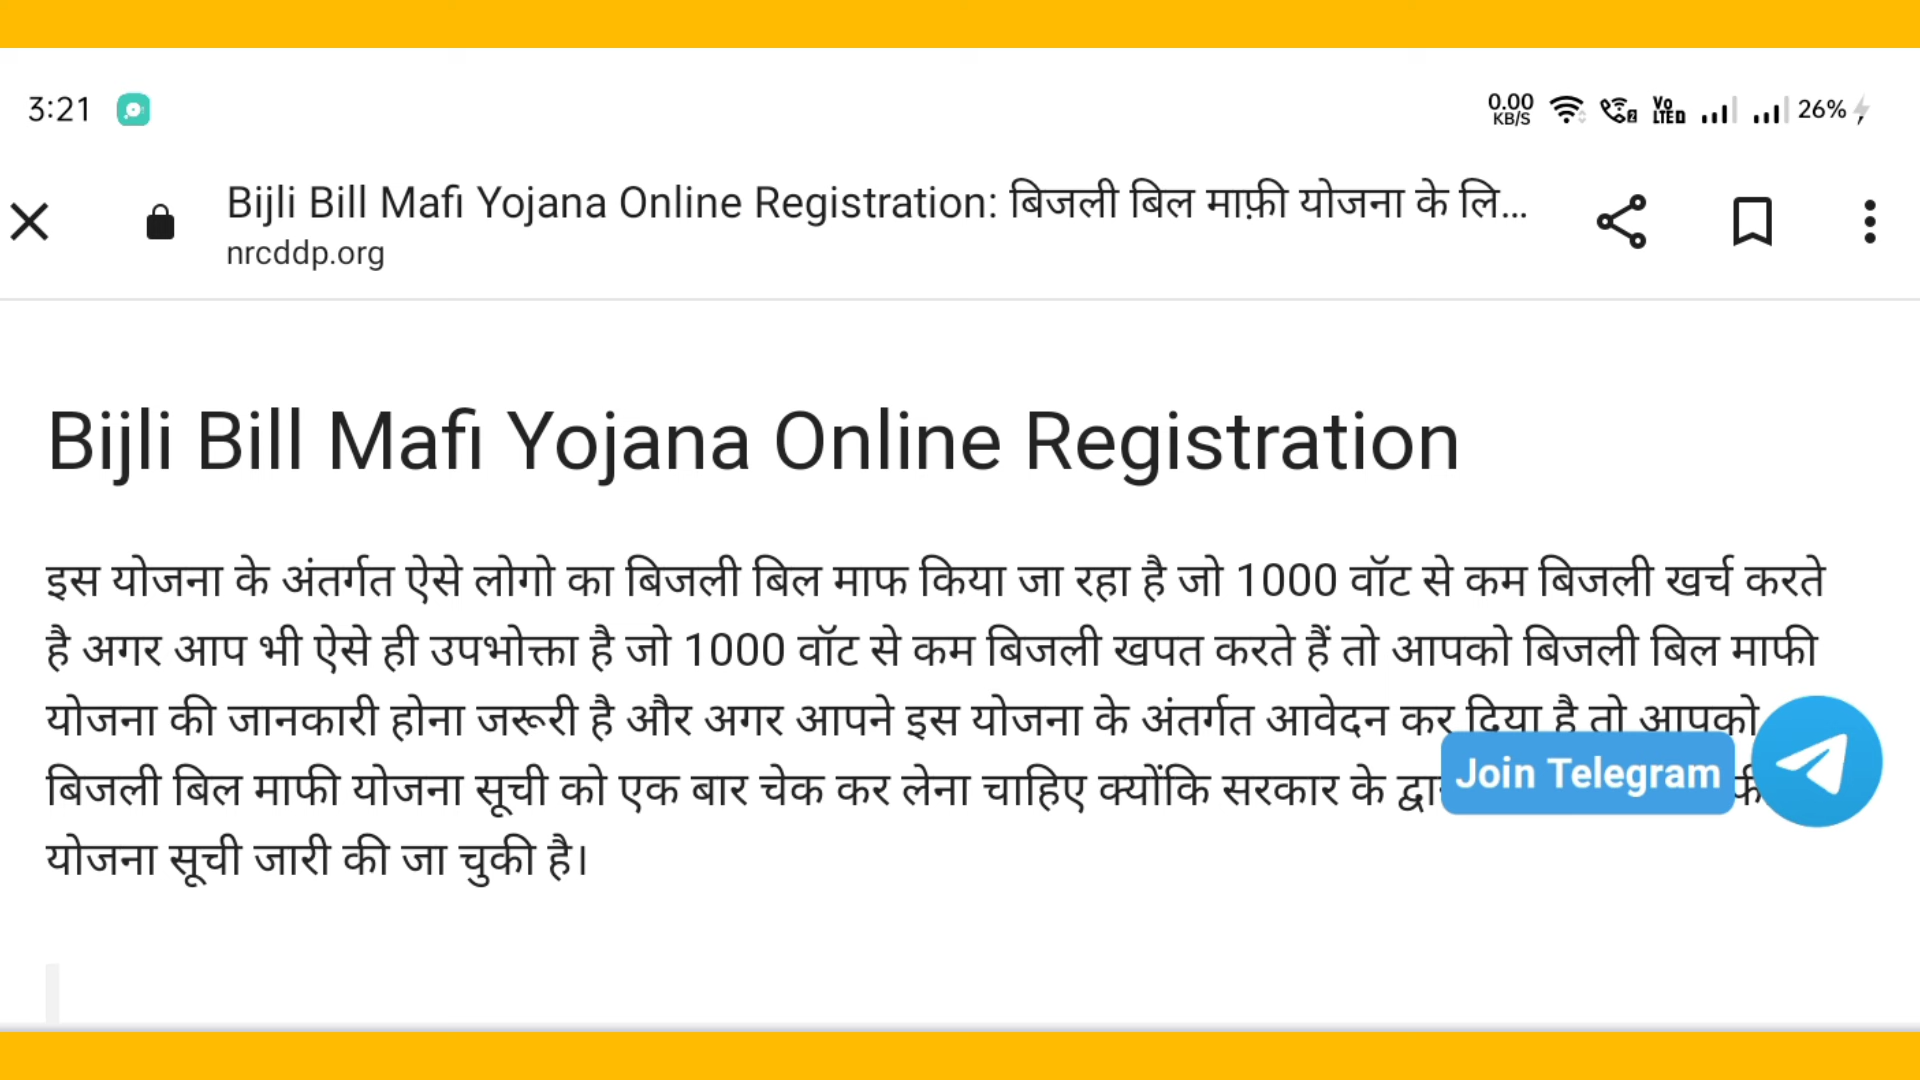 3:21
0.00 KB/S
Vo LTE
26%
Bijli Bill Mafi Yojana Online Registration: बिजली बिल माफ़ी योजना के लि...
nrcddp.org
Bijli Bill Mafi Yojana Online Registration
इस योजना के अंतर्गत ऐसे लोगो का बिजली बिल माफ किया जा रहा है जो 1000 वॉट से कम बिजली खर्च करते
है अगर आप भी ऐसे ही उपभोक्ता है जो 1000 वॉट से कम बिजली खपत करते हैं तो आपको बिजली बिल माफी
योजना की जानकारी होना जरूरी है और अगर आपने इस योजना के अंतर्गत आवेदन कर दिया है तो आपको
बिजली बिल माफी योजना सूची को एक बार चेक कर लेना चाहिए क्योंकि सरकार के
Join Telegram
योजना सूची जारी की जा चुकी है।